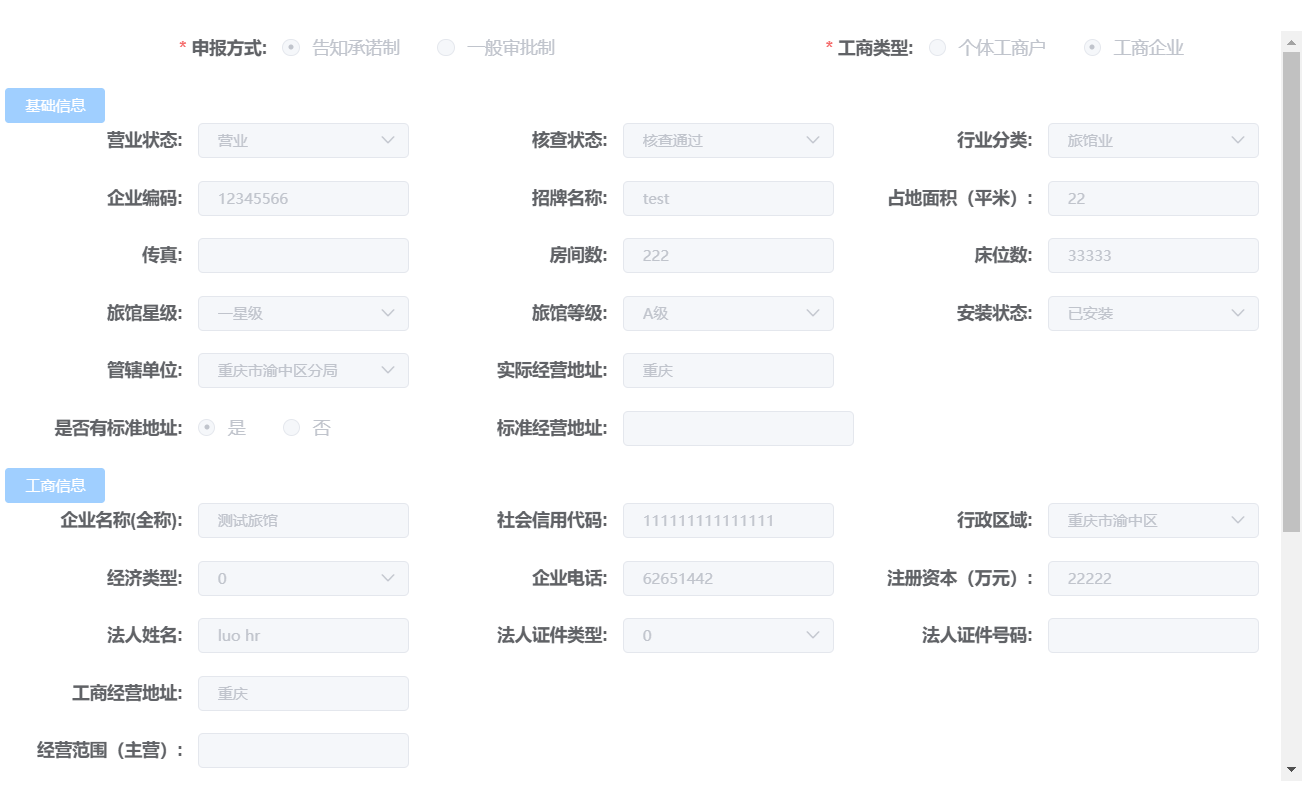 * 申报方式: 告知承诺制 一般审批制 * 工商类型: 个体工商户 工商企业
基础信息
营业状态: 营业 核查状态: 核查通过 行业分类: 旅馆业
企业编码: 12345566 招牌名称: test 占地面积（平米）: 22
传真: 房间数: 222 床位数: 33333
旅馆星级: 一星级 旅馆等级: A级 安装状态: 已安装
管辖单位: 重庆市渝中区分局 实际经营地址: 重庆
是否有标准地址: 是 否 标准经营地址:
工商信息
企业名称(全称): 测试旅馆 社会信用代码: 111111111111111 行政区域: 重庆市渝中区
经济类型: 0 企业电话: 62651442 注册资本（万元）: 22222
法人姓名: luo hr 法人证件类型: 0 法人证件号码:
工商经营地址: 重庆
经营范围（主营）: